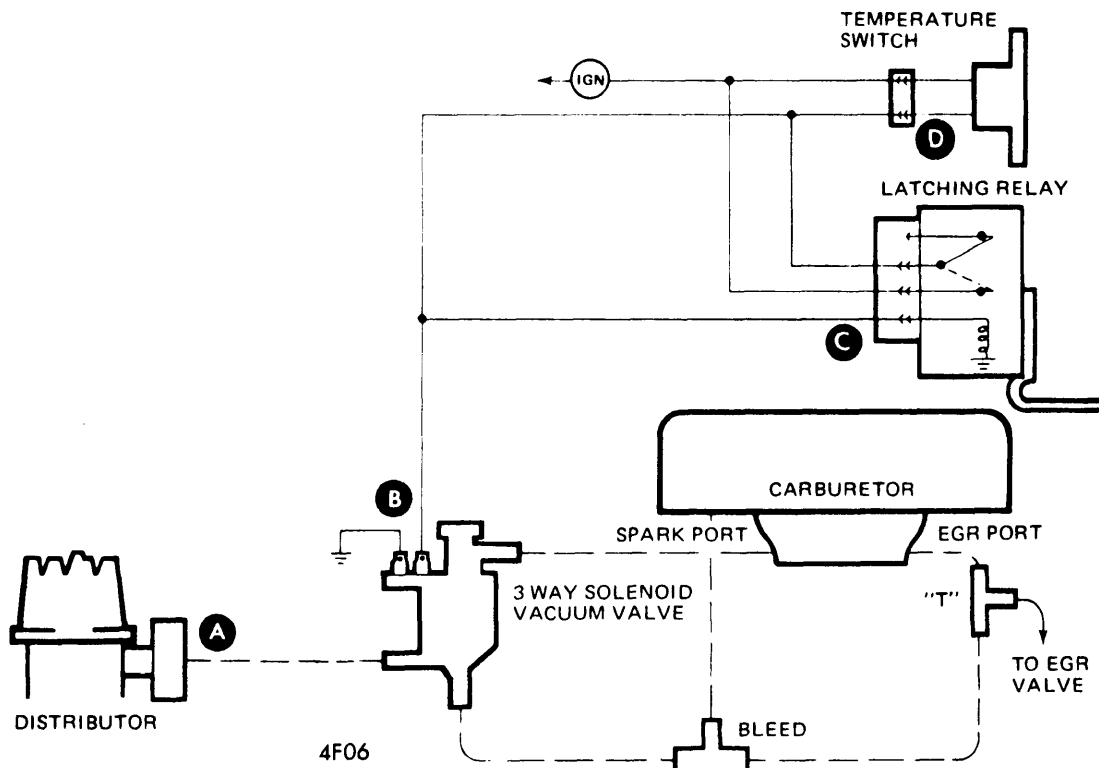 TEMPERATURE
SWITCH
IGN
D
LATCHING RELAY
C
B
CARBURETOR
SPARK PORT
EGR PORT
3 WAY SOLENOID
VACUUM VALVE
"T"
A
TO EGR
VALVE
DISTRIBUTOR
BLEED
4F06